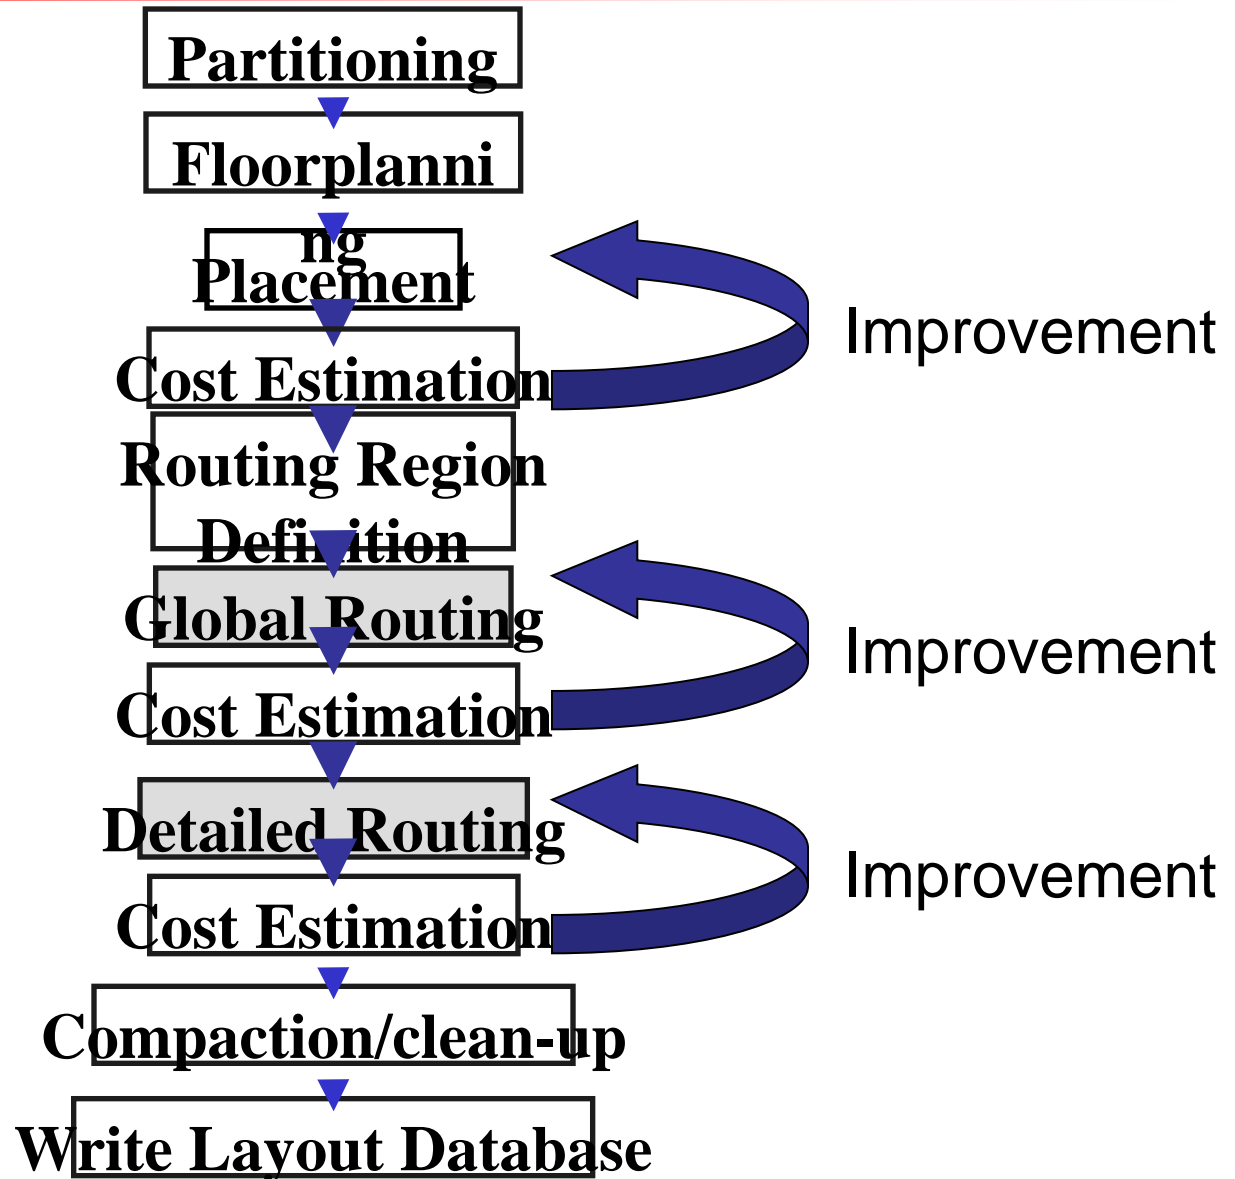 Partitioning
Floorplanni
ng
Placement
Cost Estimation
Improvement
Routing Region
Definition
Global Routing
Cost Estimation
Improvement
Detailed Routing
Cost Estimation
Improvement
Compaction/clean-up
Write Layout Database